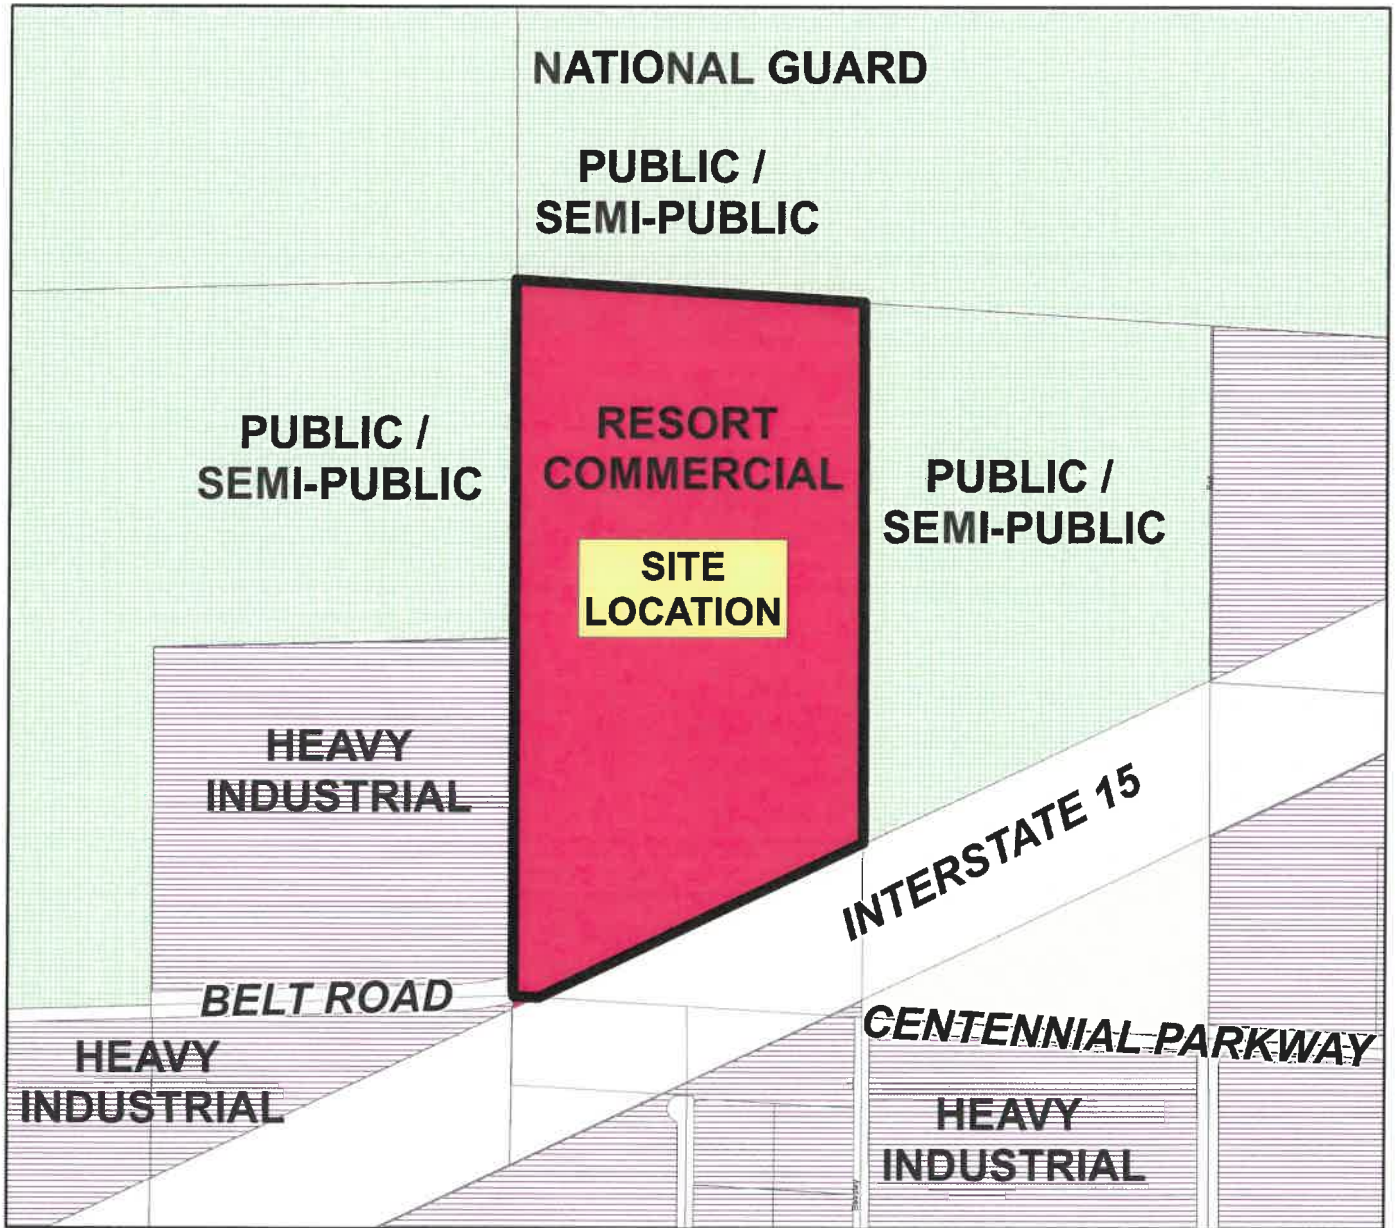 NATIONAL GUARD
PUBLIC /
SEMI-PUBLIC
PUBLIC /
SEMI-PUBLIC
RESORT
COMMERCIAL
PUBLIC /
SEMI-PUBLIC
SITE
LOCATION
HEAVY
INDUSTRIAL
INTERSTATE 15
BELT ROAD
CENTENNIAL PARKWAY
HEAVY
INDUSTRIAL
HEAVY
INDUSTRIAL